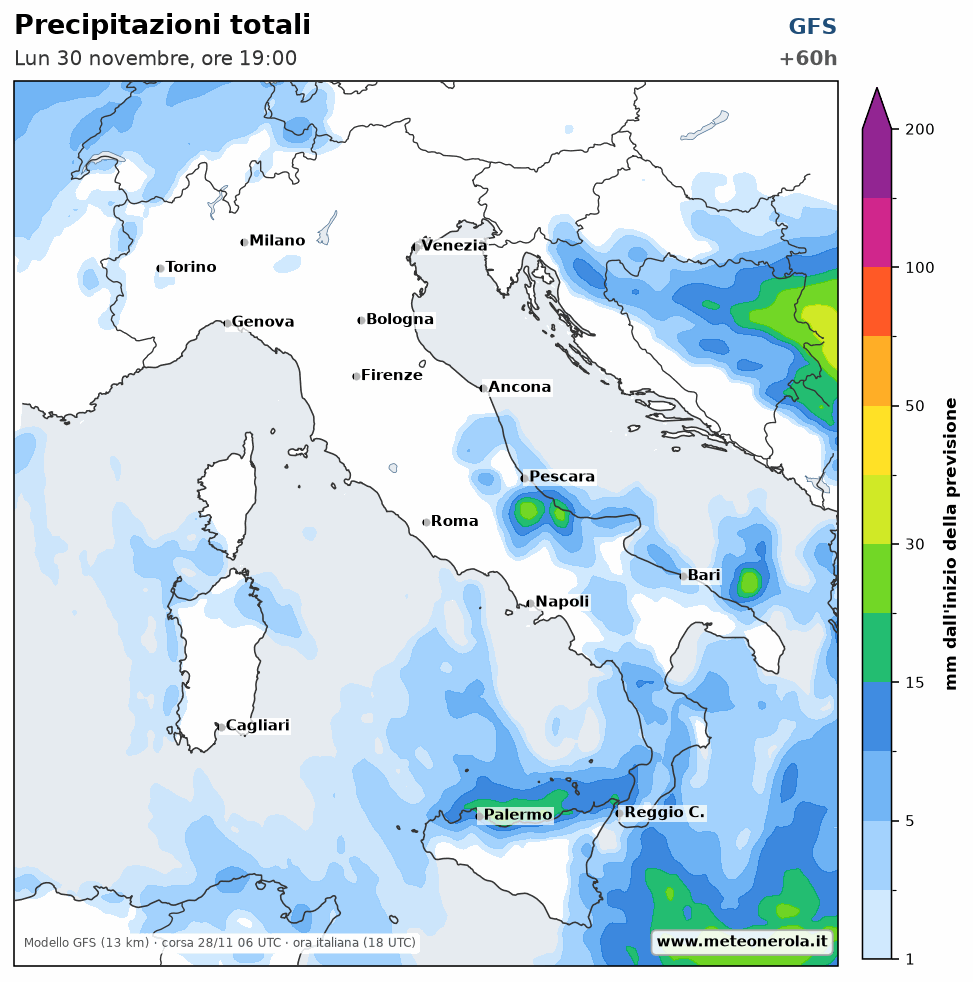 Precipitazioni totali
GFS
Lun 30 novembre, ore 19:00
+60h
200
100
50
30
15
5
1
mm dall'inizio della previsione
Milano
Venezia
Torino
Genova
Bologna
Firenze
Ancona
Pescara
Roma
Bari
Napoli
Cagliari
Palermo
Reggio C.
Modello GFS (13 km) · corsa 28/11 06 UTC · ora italiana (18 UTC)
www.meteonerola.it